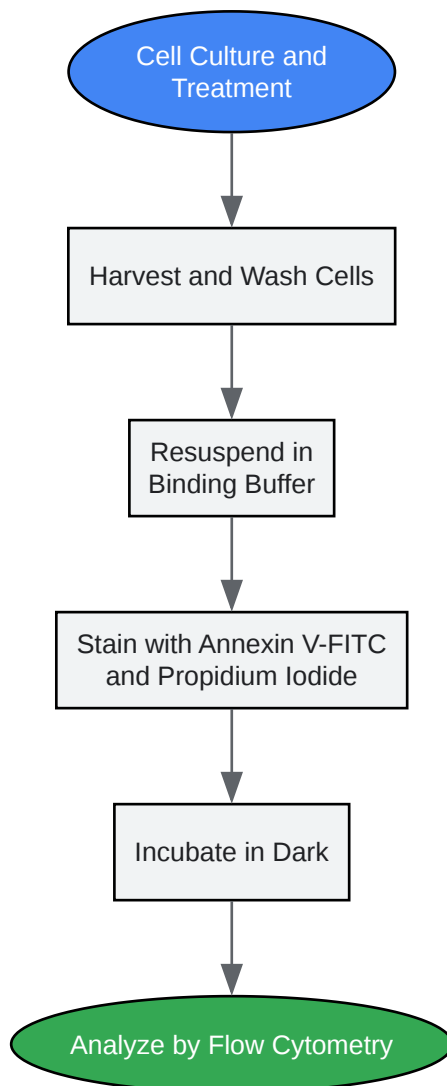 Cell Culture and
Treatment
Harvest and Wash Cells
Resuspend in
Binding Buffer
Stain with Annexin V-FITC
and Propidium Iodide
Incubate in Dark
Analyze by Flow Cytometry